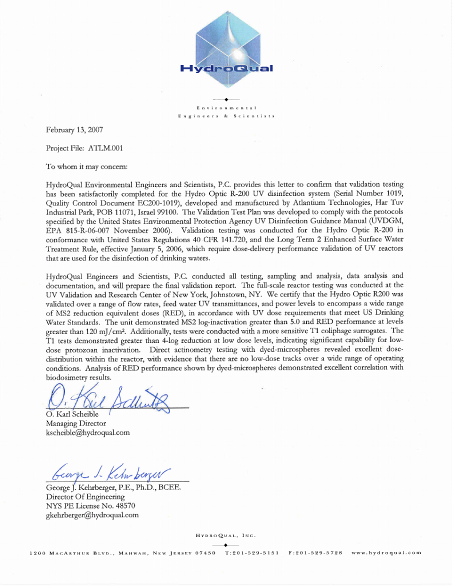 HydroQual
Environmental
Engineers & Scientists
February 13, 2007
Project File: ATLM.001
To whom it may concern:
HydroQual Environmental Engineers and Scientists, P.C. provides this letter to confirm that validation testing
has been satisfactorily completed for the Hydro Optic R-200 UV disinfection system (Serial Number 1019,
Quality Control Document EC200-1019), developed and manufactured by Atlantium Technologies, Har Tuv
Industrial Park, POB 11071, Israel 99100. The Validation Test Plan was developed to comply with the protocols
specified by the United States Environmental Protection Agency UV Disinfection Guidance Manual (UVDGM,
EPA 815-R-06-007 November 2006). Validation testing was conducted for the Hydro Optic R-200 in
conformance with United States Regulations 40 CFR 141.720, and the Long Term 2 Enhanced Surface Water
Treatment Rule, effective January 5, 2006, which require dose-delivery performance validation of UV reactors
that are used for the disinfection of drinking waters.
HydroQual Engineers and Scientists, P.C. conducted all testing, sampling and analysis, data analysis and
documentation, and will prepare the final validation report. The full-scale reactor testing was conducted at the
UV Validation and Research Center of New York, Johnstown, NY. We certify that the Hydro Optic R200 was
validated over a range of flow rates, feed water UV transmittances, and power levels to encompass a wide range
of MS2 reduction equivalent doses (RED), in accordance with UV dose requirements that meet US Drinking
Water Standards. The unit demonstrated MS2 log-inactivation greater than 5.0 and RED performance at levels
greater than 120 mJ/cm². Additionally, tests were conducted with a more sensitive T1 coliphage surrogates. The
T1 tests demonstrated greater than 4-log reduction at low dose levels, indicating significant capability for low-
dose protozoan inactivation. Direct actinometry testing with dyed-microspheres revealed excellent dose-
distribution within the reactor, with evidence that there are no low-dose tracks over a wide range of operating
conditions. Analysis of RED performance shown by dyed-microspheres demonstrated excellent correlation with
biodosimetry results.
O. Karl Scheible
O. Karl Scheible
Managing Director
kscheible@hydroqual.com
George J. Kehrberger
George J. Kehrberger, P.E., Ph.D., BCEE.
Director Of Engineering
NYS PE License No. 48570
gkehrberger@hydroqual.com
HydroQual, Inc.
1200 MacArthur Blvd., Mahwah, New Jersey 07430 T:201-529-5151 F:201-529-5728 www.hydroqual.com